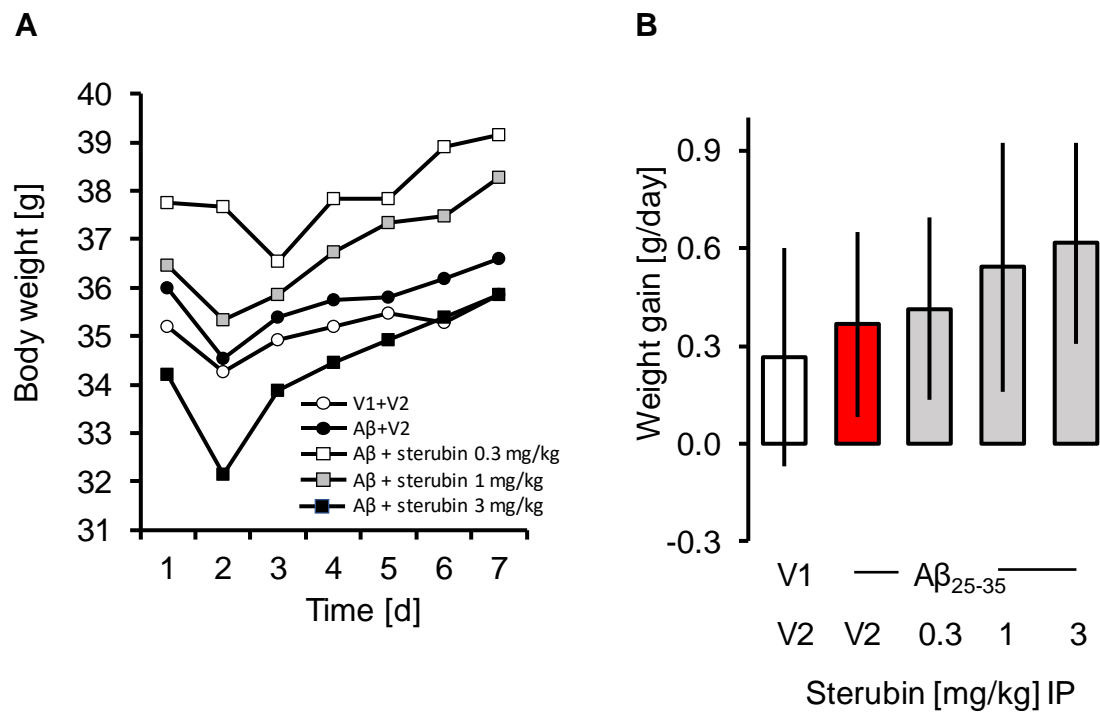 A
40
39
38
37
36
35
34
33
32
31
Body weight [g]
V1+V2
Aβ+V2
Aβ + sterubin 0.3 mg/kg
Aβ + sterubin 1 mg/kg
Aβ + sterubin 3 mg/kg
1 2 3 4 5 6 7
Time [d]
B
0.9
0.6
0.3
0.0
-0.3
Weight gain [g/day]
V1 Aβ25-35
V2 V2 0.3 1 3
Sterubin [mg/kg] IP